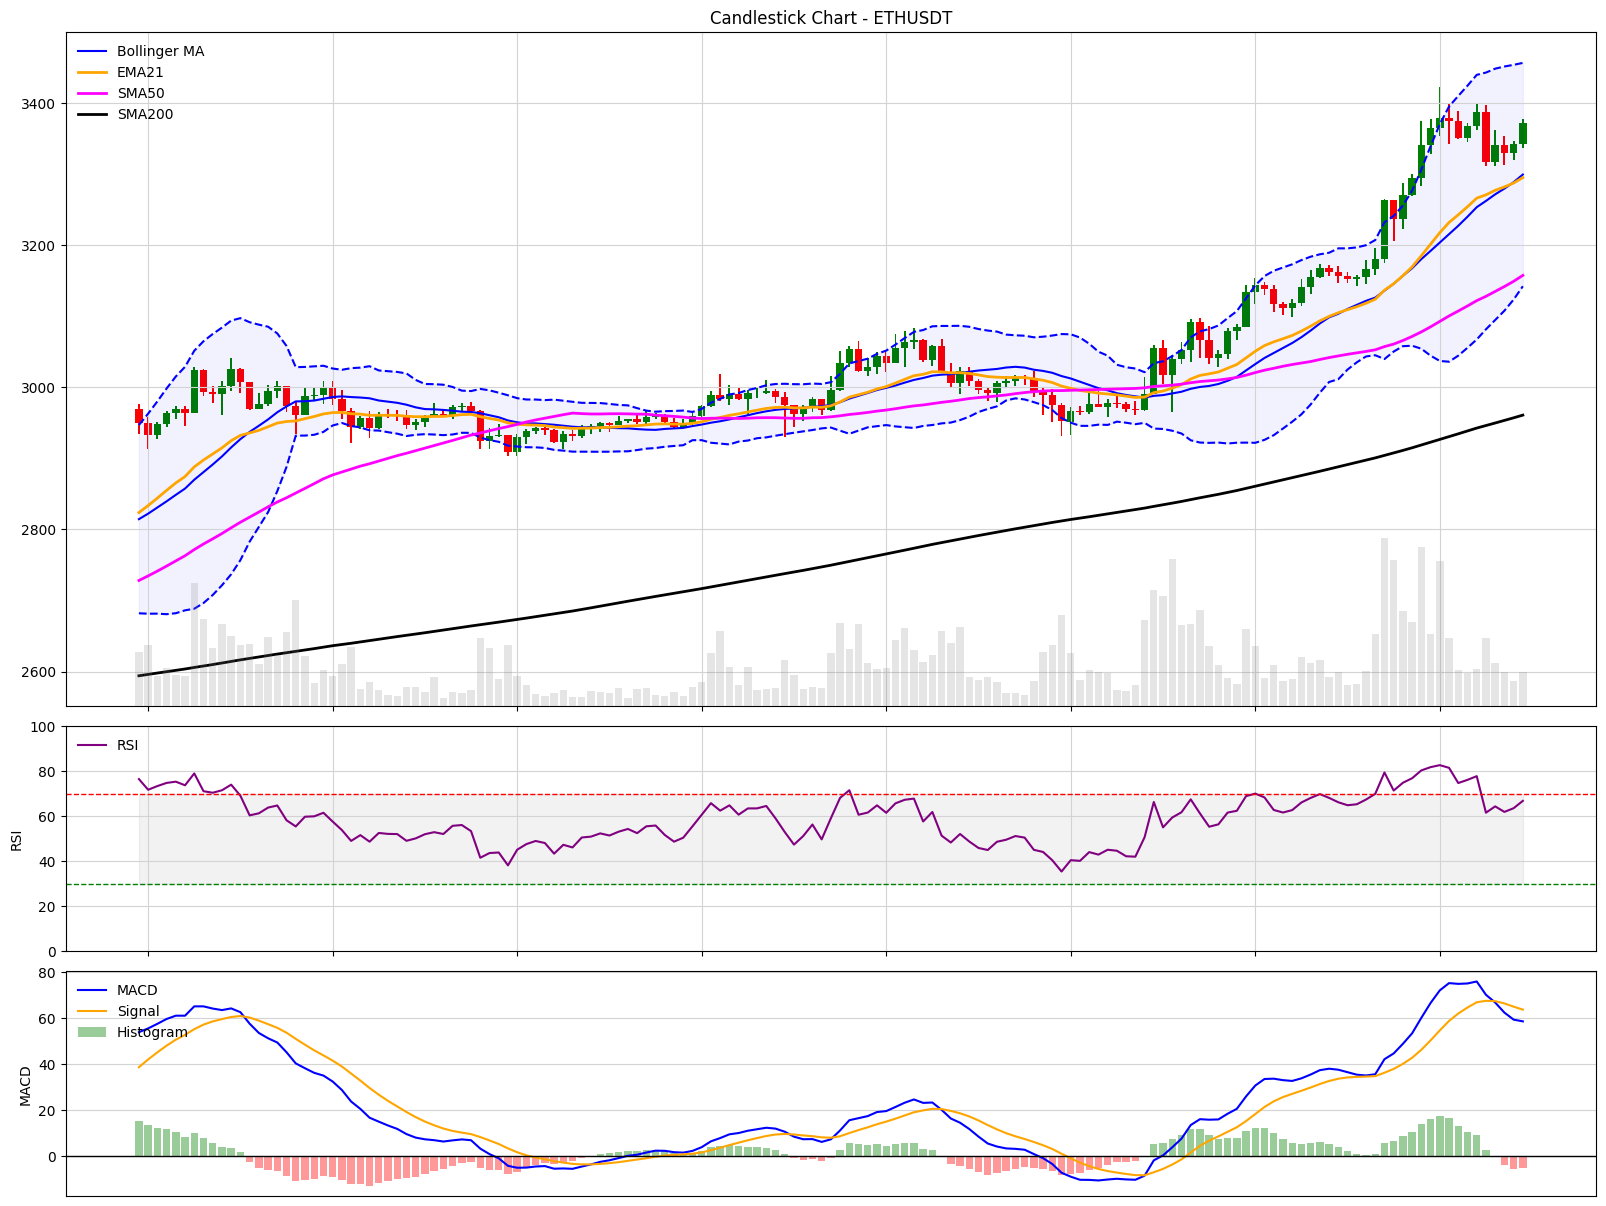 Candlestick Chart - ETHUSDT
Bollinger MA
EMA21
SMA50
SMA200
3400
3200
3000
2800
2600
100
80
60
40
20
0
RSI
RSI
80
60
40
20
0
MACD
MACD
Signal
Histogram